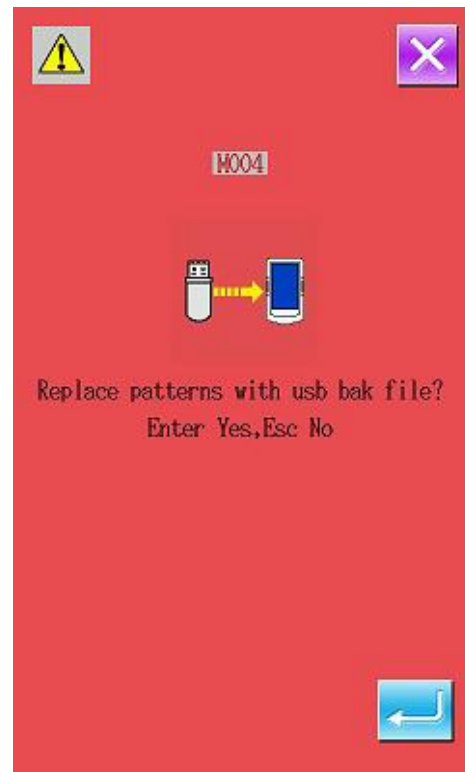 M004
Replace patterns with usb bak file?
Enter Yes,Esc No